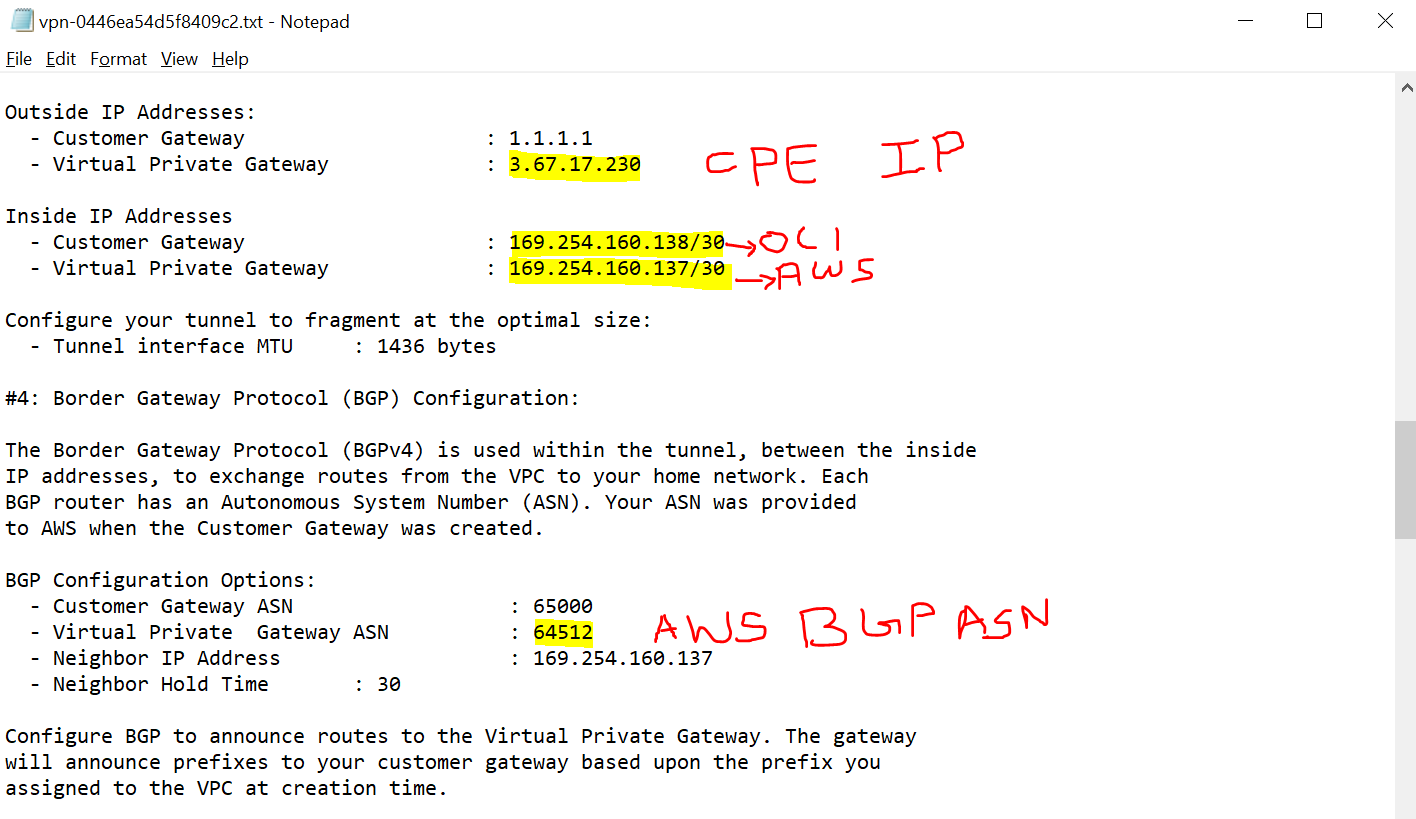 vpn-0446ea54d5f8409c2.txt - Notepad
File Edit Format View Help
Outside IP Addresses:
- Customer Gateway : 1.1.1.1
- Virtual Private Gateway : 3.67.17.230 CPE IP
Inside IP Addresses
- Customer Gateway : 169.254.160.138/30 → OCI
- Virtual Private Gateway : 169.254.160.137/30 → AWS
Configure your tunnel to fragment at the optimal size:
- Tunnel interface MTU : 1436 bytes
#4: Border Gateway Protocol (BGP) Configuration:
The Border Gateway Protocol (BGPv4) is used within the tunnel, between the inside
IP addresses, to exchange routes from the VPC to your home network. Each
BGP router has an Autonomous System Number (ASN). Your ASN was provided
to AWS when the Customer Gateway was created.
BGP Configuration Options:
- Customer Gateway ASN : 65000
- Virtual Private  Gateway ASN : 64512 AWS BGP ASN
- Neighbor IP Address : 169.254.160.137
- Neighbor Hold Time : 30
Configure BGP to announce routes to the Virtual Private Gateway. The gateway
will announce prefixes to your customer gateway based upon the prefix you
assigned to the VPC at creation time.